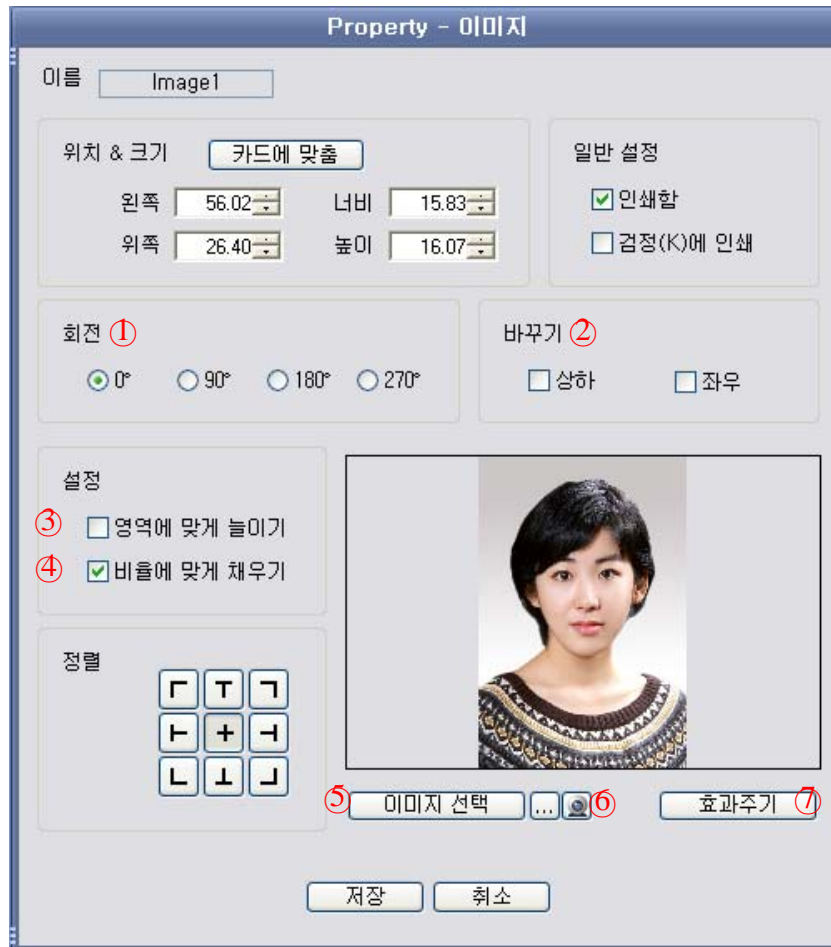 Property - 이미지
이름 Image1
위치 & 크기 카드에 맞춤
왼쪽 56.02 너비 15.83
위쪽 26.40 높이 16.07
일반 설정
인쇄함
검정(K)에 인쇄
회전 ①
0° 90° 180° 270°
바꾸기 ②
상하 좌우
설정
③ 영역에 맞게 늘이기
④ 비율에 맞게 채우기
정렬
⑤ 이미지 선택 ... ⑥ 효과주기 ⑦
저장 취소